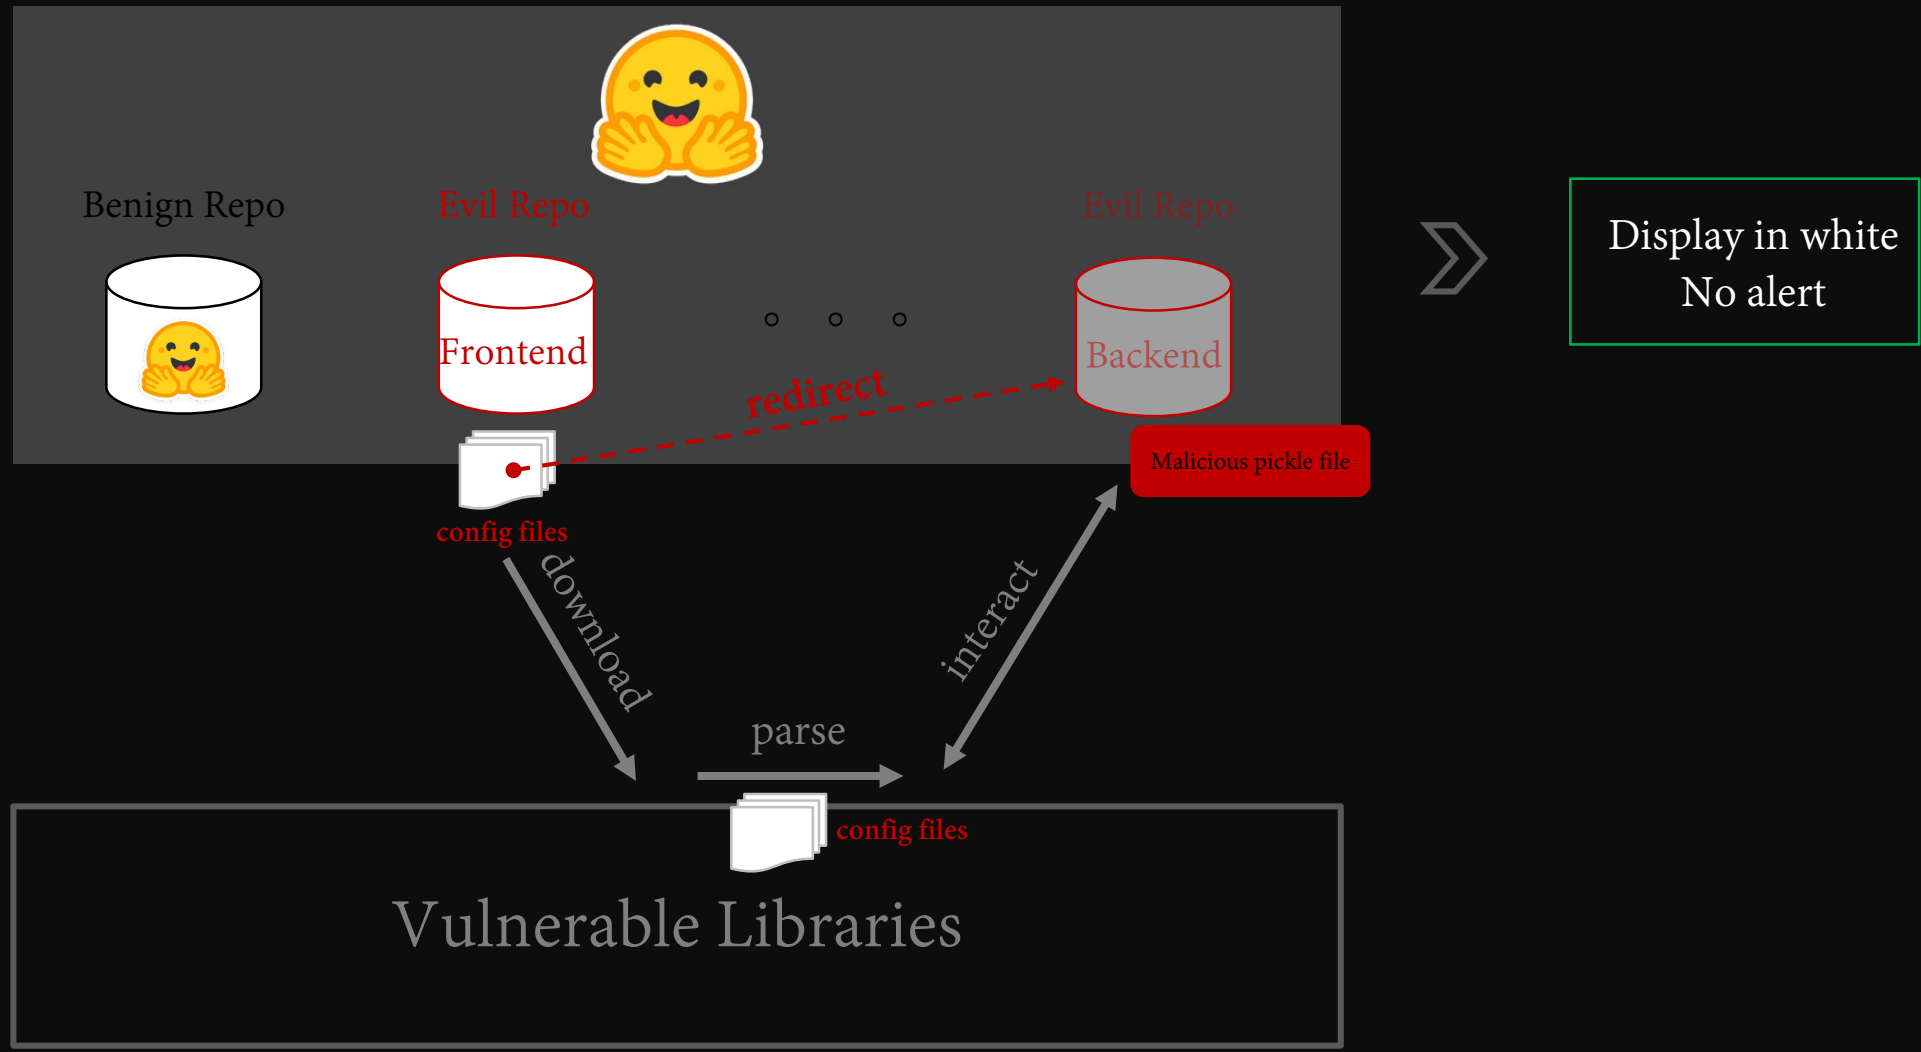 Benign Repo
Evil Repo
Evil Repo
Display in white
No alert
Frontend
Backend
redirect
Malicious pickle file
config files
download
interact
parse
config files
Vulnerable Libraries